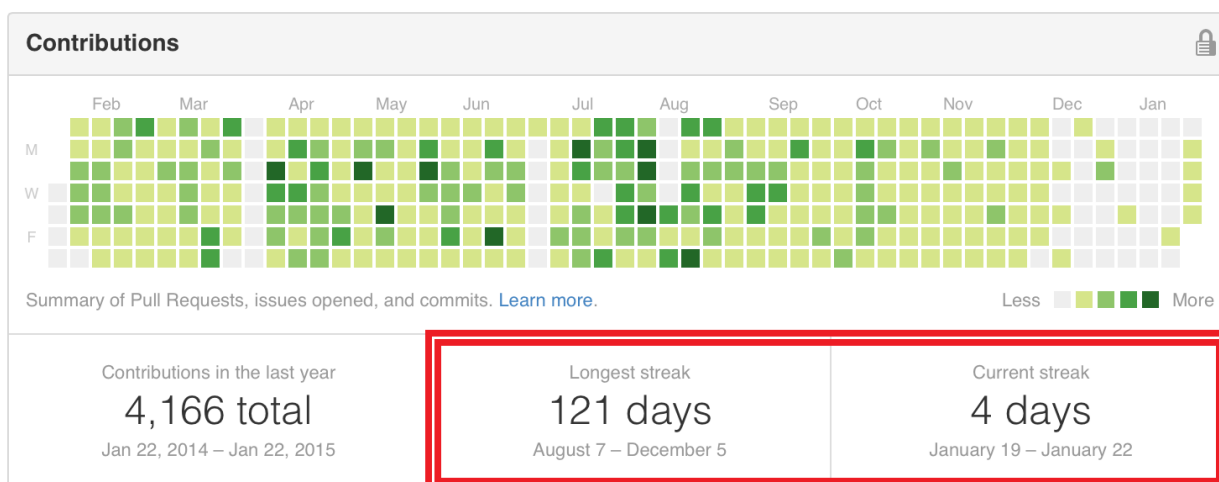 Contributions
Feb Mar Apr May Jun Jul Aug Sep Oct Nov Dec Jan
M
W
F
Summary of Pull Requests, issues opened, and commits. Learn more.
Less More
Contributions in the last year
4,166 total
Jan 22, 2014 – Jan 22, 2015
Longest streak
121 days
August 7 – December 5
Current streak
4 days
January 19 – January 22